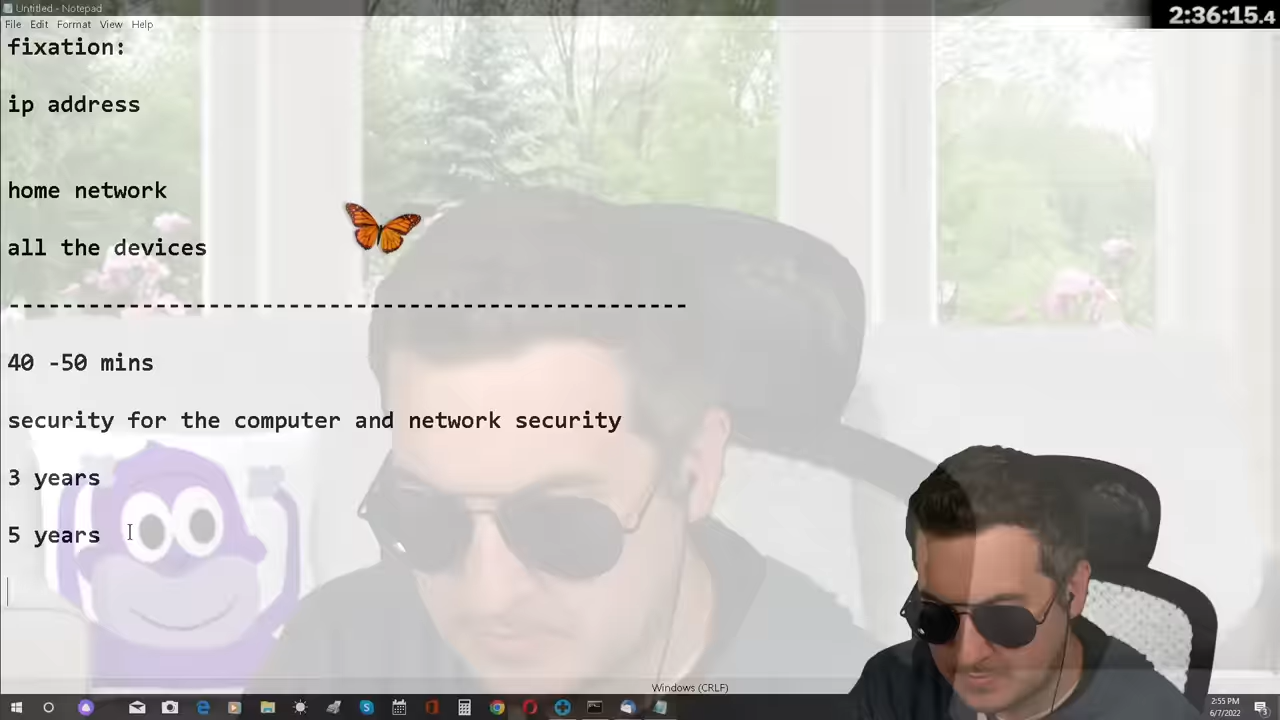 Untitled - Notepad
2:36:15.4
File Edit Format View Help
fixation:
ip address
home network
all the devices
---------------------------------------------------
40 -50 mins
security for the computer and network security
3 years
5 years
Windows (CRLF)
2:55 PM
6/7/2022